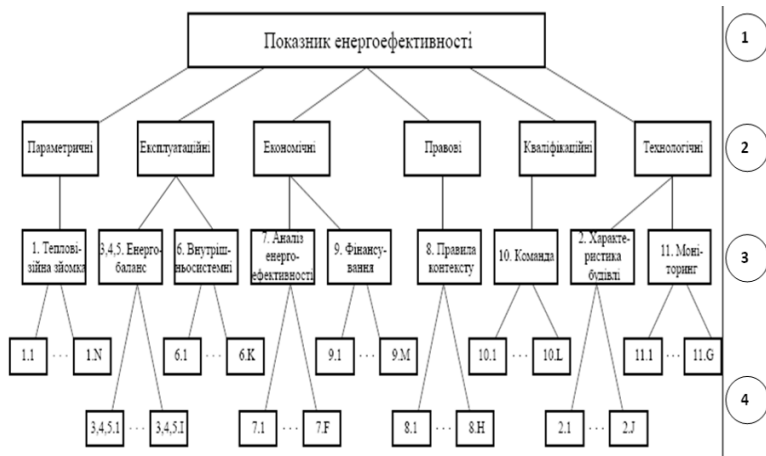 Показник енергоефективності
1
Параметричні
Експлуатаційні
Економічні
Правові
Кваліфікаційні
Технологічні
2
1. Теплові-
зійна зйомка
3,4,5. Енерго-
баланс
6. Внутріш-
ньосистемні
7. Аналіз
енерго-
ефективності
9. Фінансу-
вання
8. Правила
контексту
10. Команда
2. Характе-
ристика
будівлі
11. Моні-
торинг
3
1.1 ... 1.N
6.1 ... 6.K
9.1 ... 9.M
10.1 ... 10.L
11.1 ... 11.G
3,4,5.1 ... 3,4,5.I
7.1 ... 7.F
8.1 ... 8.H
2.1 ... 2.J
4